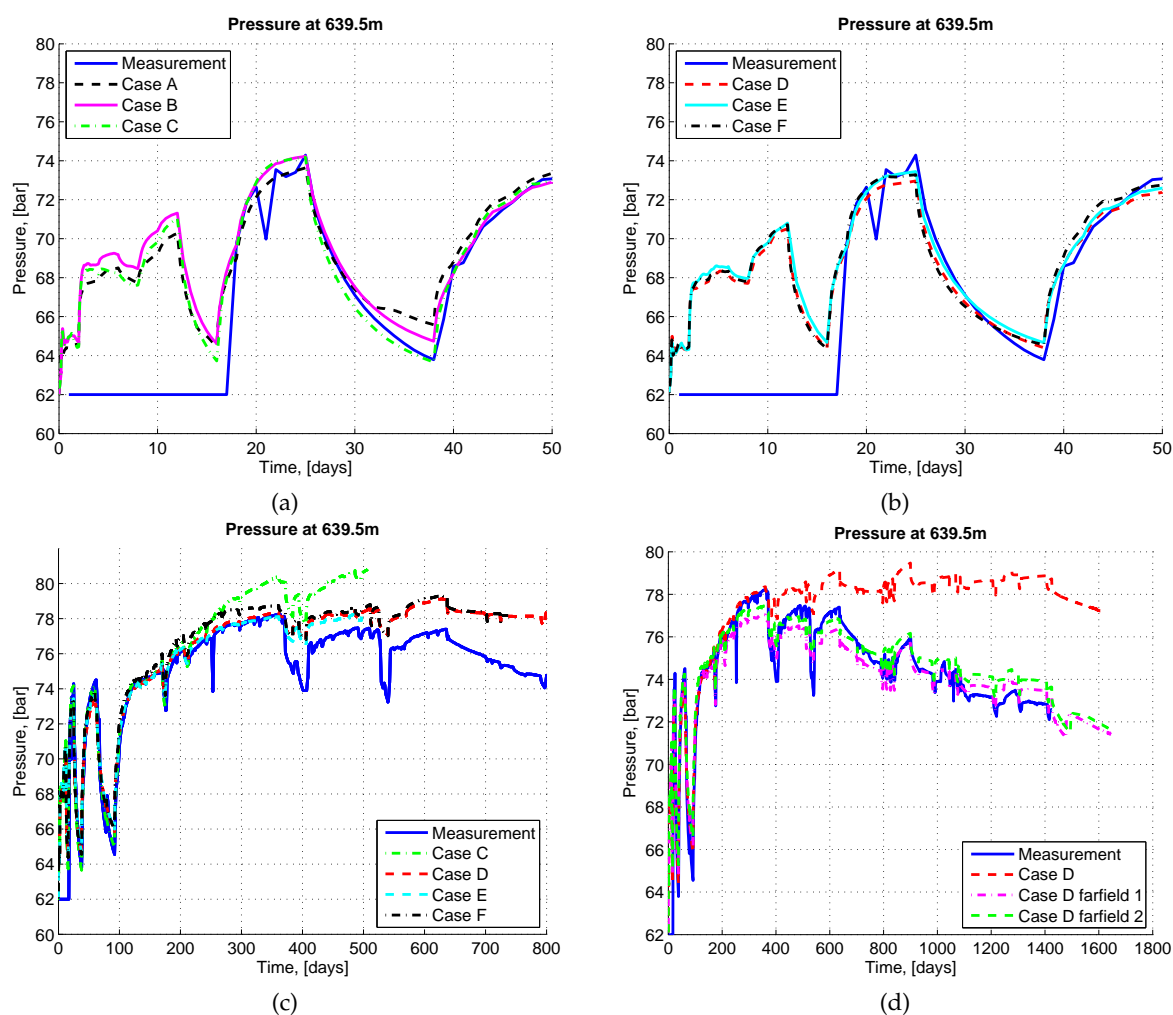 Pressure at 639.5m
80
78
76
74
72
70
68
66
64
62
60
Pressure, [bar]
Measurement
Case A
Case B
Case C
0 10 20 30 40 50
Time, [days]
(a)
Pressure at 639.5m
80
78
76
74
72
70
68
66
64
62
60
Pressure, [bar]
Measurement
Case D
Case E
Case F
0 10 20 30 40 50
Time, [days]
(b)
Pressure at 639.5m
80
78
76
74
72
70
68
66
64
62
60
Pressure, [bar]
Measurement
Case C
Case D
Case E
Case F
0 100 200 300 400 500 600 700 800
Time, [days]
(c)
Pressure at 639.5m
80
78
76
74
72
70
68
66
64
62
Pressure, [bar]
Measurement
Case D
Case D farfield 1
Case D farfield 2
0 200 400 600 800 1000 1200 1400 1600 1800
Time, [days]
(d)